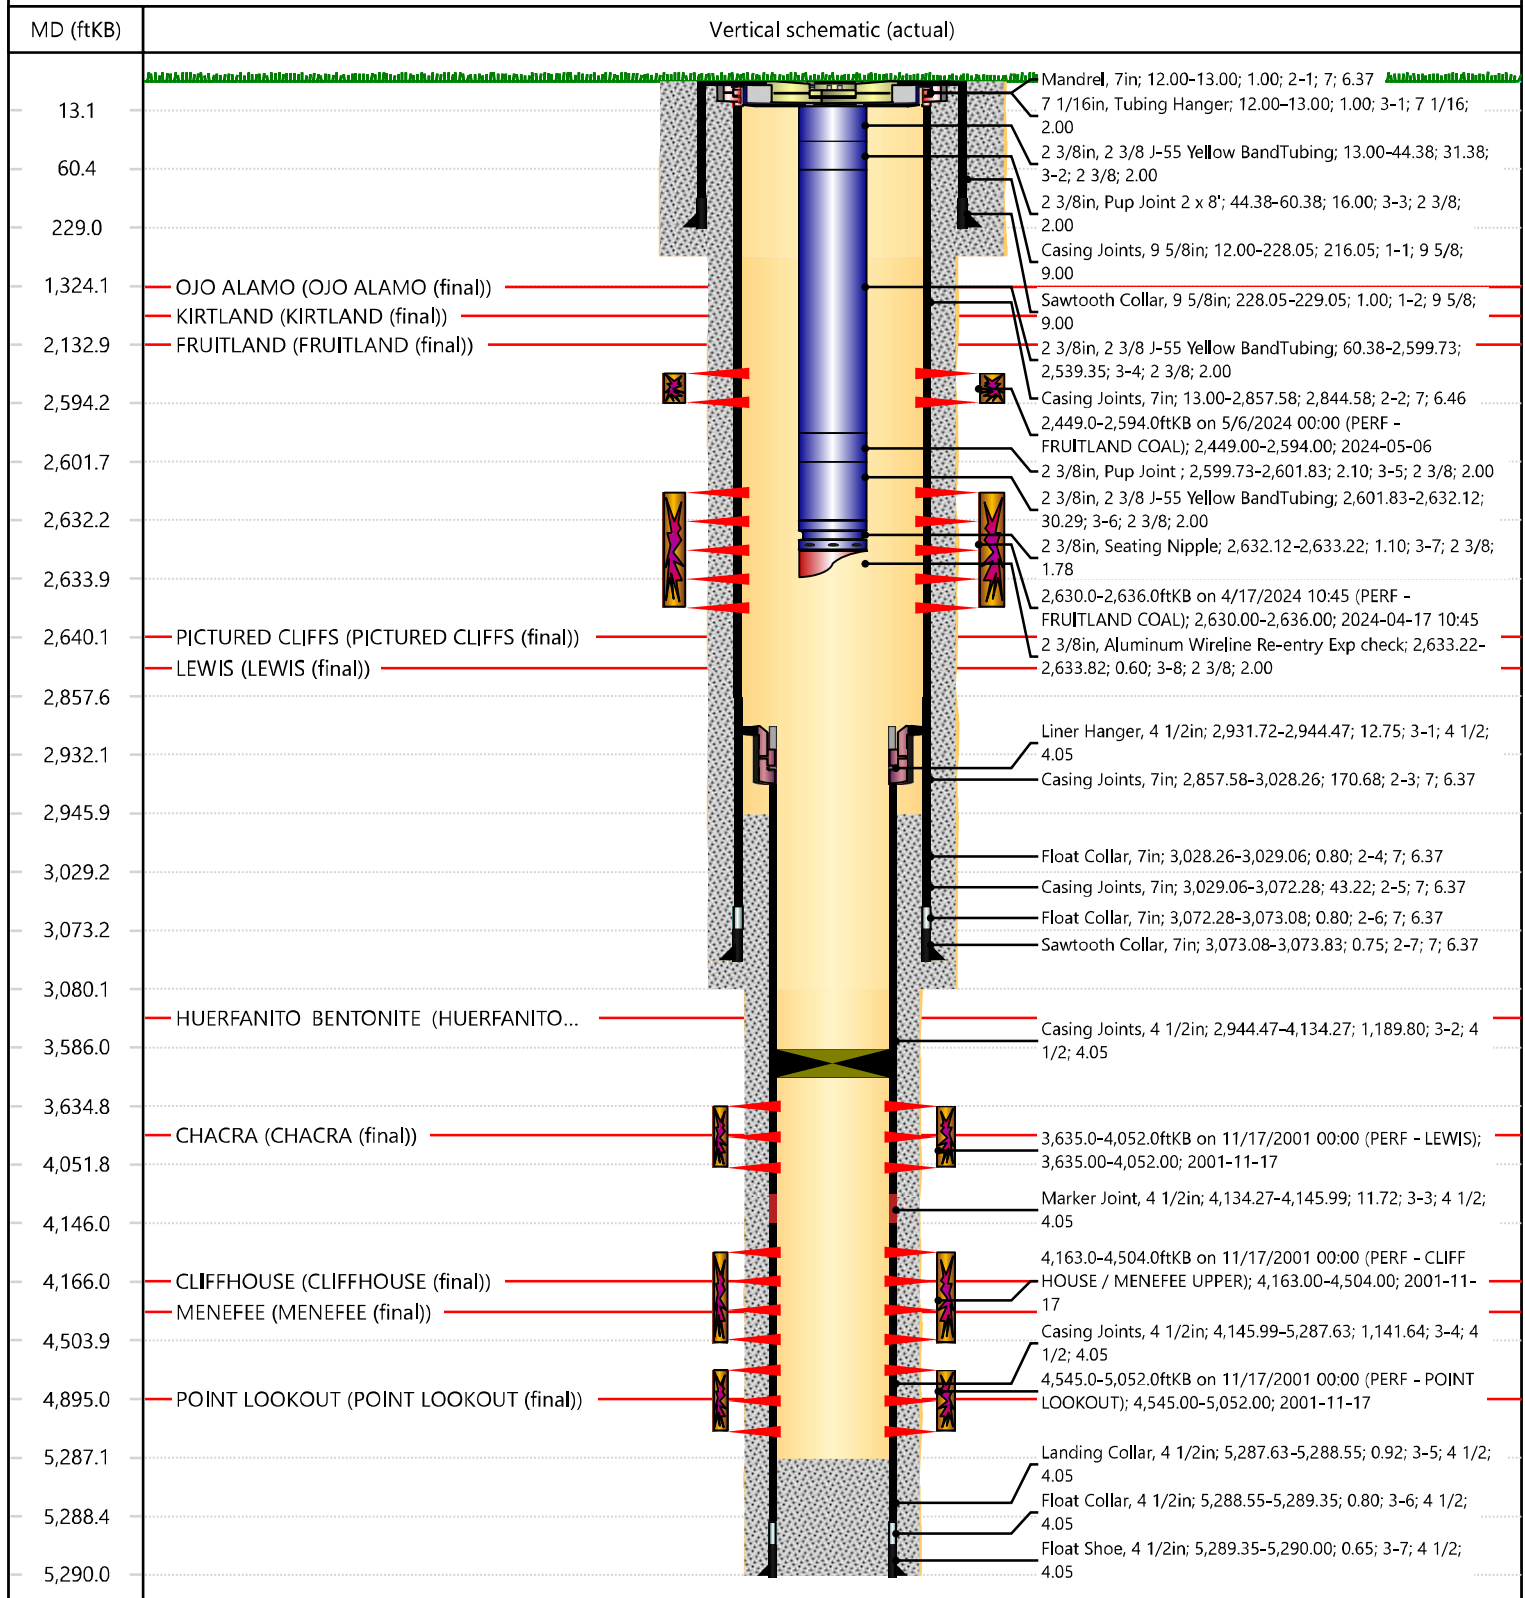 MD (ftKB)
Vertical schematic (actual)
13.1
60.4
229.0
1,324.1
2,132.9
2,594.2
2,601.7
2,632.2
2,633.9
2,640.1
2,857.6
2,932.1
2,945.9
3,029.2
3,073.2
3,080.1
3,586.0
3,634.8
4,051.8
4,146.0
4,166.0
4,503.9
4,895.0
5,287.1
5,288.4
5,290.0
OJO ALAMO (OJO ALAMO (final))
KIRTLAND (KIRTLAND (final))
FRUITLAND (FRUITLAND (final))
PICTURED CLIFFS (PICTURED CLIFFS (final))
LEWIS (LEWIS (final))
HUERFANITO BENTONITE (HUERFANITO...
CHACRA (CHACRA (final))
CLIFFHOUSE (CLIFFHOUSE (final))
MENEFEE (MENEFEE (final))
POINT LOOKOUT (POINT LOOKOUT (final))
Mandrel, 7in; 12.00-13.00; 1.00; 2-1; 7; 6.37
7 1/16in, Tubing Hanger; 12.00-13.00; 1.00; 3-1; 7 1/16;
2.00
2 3/8in, 2 3/8 J-55 Yellow BandTubing; 13.00-44.38; 31.38;
3-2; 2 3/8; 2.00
2 3/8in, Pup Joint 2 x 8'; 44.38-60.38; 16.00; 3-3; 2 3/8;
2.00
Casing Joints, 9 5/8in; 12.00-228.05; 216.05; 1-1; 9 5/8;
9.00
Sawtooth Collar, 9 5/8in; 228.05-229.05; 1.00; 1-2; 9 5/8;
9.00
2 3/8in, 2 3/8 J-55 Yellow BandTubing; 60.38-2,599.73;
2,539.35; 3-4; 2 3/8; 2.00
Casing Joints, 7in; 13.00-2,857.58; 2,844.58; 2-2; 7; 6.46
2,449.0-2,594.0ftKB on 5/6/2024 00:00 (PERF -
FRUITLAND COAL); 2,449.00-2,594.00; 2024-05-06
2 3/8in, Pup Joint ; 2,599.73-2,601.83; 2.10; 3-5; 2 3/8; 2.00
2 3/8in, 2 3/8 J-55 Yellow BandTubing; 2,601.83-2,632.12;
30.29; 3-6; 2 3/8; 2.00
2 3/8in, Seating Nipple; 2,632.12-2,633.22; 1.10; 3-7; 2 3/8;
1.78
2,630.0-2,636.0ftKB on 4/17/2024 10:45 (PERF -
FRUITLAND COAL); 2,630.00-2,636.00; 2024-04-17 10:45
2 3/8in, Aluminum Wireline Re-entry Exp check; 2,633.22-
2,633.82; 0.60; 3-8; 2 3/8; 2.00
Liner Hanger, 4 1/2in; 2,931.72-2,944.47; 12.75; 3-1; 4 1/2;
4.05
Casing Joints, 7in; 2,857.58-3,028.26; 170.68; 2-3; 7; 6.37
Float Collar, 7in; 3,028.26-3,029.06; 0.80; 2-4; 7; 6.37
Casing Joints, 7in; 3,029.06-3,072.28; 43.22; 2-5; 7; 6.37
Float Collar, 7in; 3,072.28-3,073.08; 0.80; 2-6; 7; 6.37
Sawtooth Collar, 7in; 3,073.08-3,073.83; 0.75; 2-7; 7; 6.37
Casing Joints, 4 1/2in; 2,944.47-4,134.27; 1,189.80; 3-2; 4
1/2; 4.05
3,635.0-4,052.0ftKB on 11/17/2001 00:00 (PERF - LEWIS);
3,635.00-4,052.00; 2001-11-17
Marker Joint, 4 1/2in; 4,134.27-4,145.99; 11.72; 3-3; 4 1/2;
4.05
4,163.0-4,504.0ftKB on 11/17/2001 00:00 (PERF - CLIFF
HOUSE / MENEFEE UPPER); 4,163.00-4,504.00; 2001-11-
17
Casing Joints, 4 1/2in; 4,145.99-5,287.63; 1,141.64; 3-4; 4
1/2; 4.05
4,545.0-5,052.0ftKB on 11/17/2001 00:00 (PERF - POINT
LOOKOUT); 4,545.00-5,052.00; 2001-11-17
Landing Collar, 4 1/2in; 5,287.63-5,288.55; 0.92; 3-5; 4 1/2;
4.05
Float Collar, 4 1/2in; 5,288.55-5,289.35; 0.80; 3-6; 4 1/2;
4.05
Float Shoe, 4 1/2in; 5,289.35-5,290.00; 0.65; 3-7; 4 1/2;
4.05